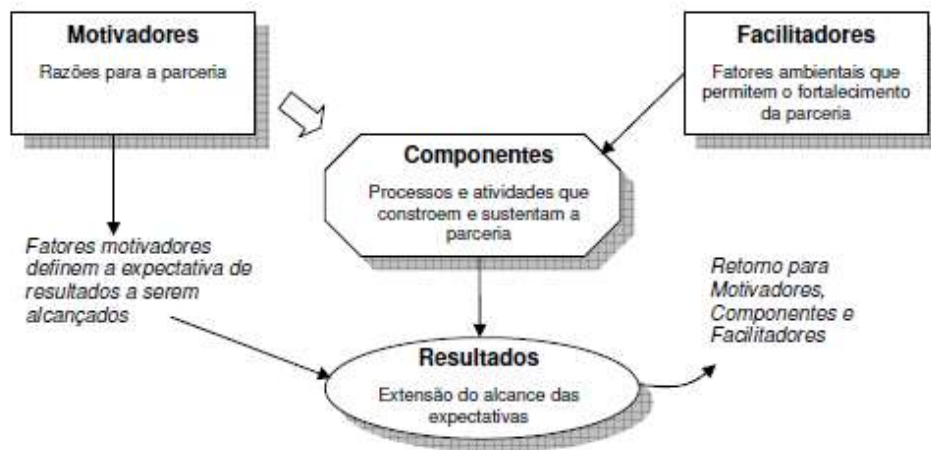 Motivadores
Razões para a parceria
Facilitadores
Fatores ambientais que
permitem o fortalecimento
da parceria
Componentes
Processos e atividades que
constroem e sustentam a
parceria
Fatores motivadores
definem a expectativa de
resultados a serem
alcançados
Retorno para
Motivadores,
Componentes e
Facilitadores
Resultados
Extensão do alcance das
expectativas